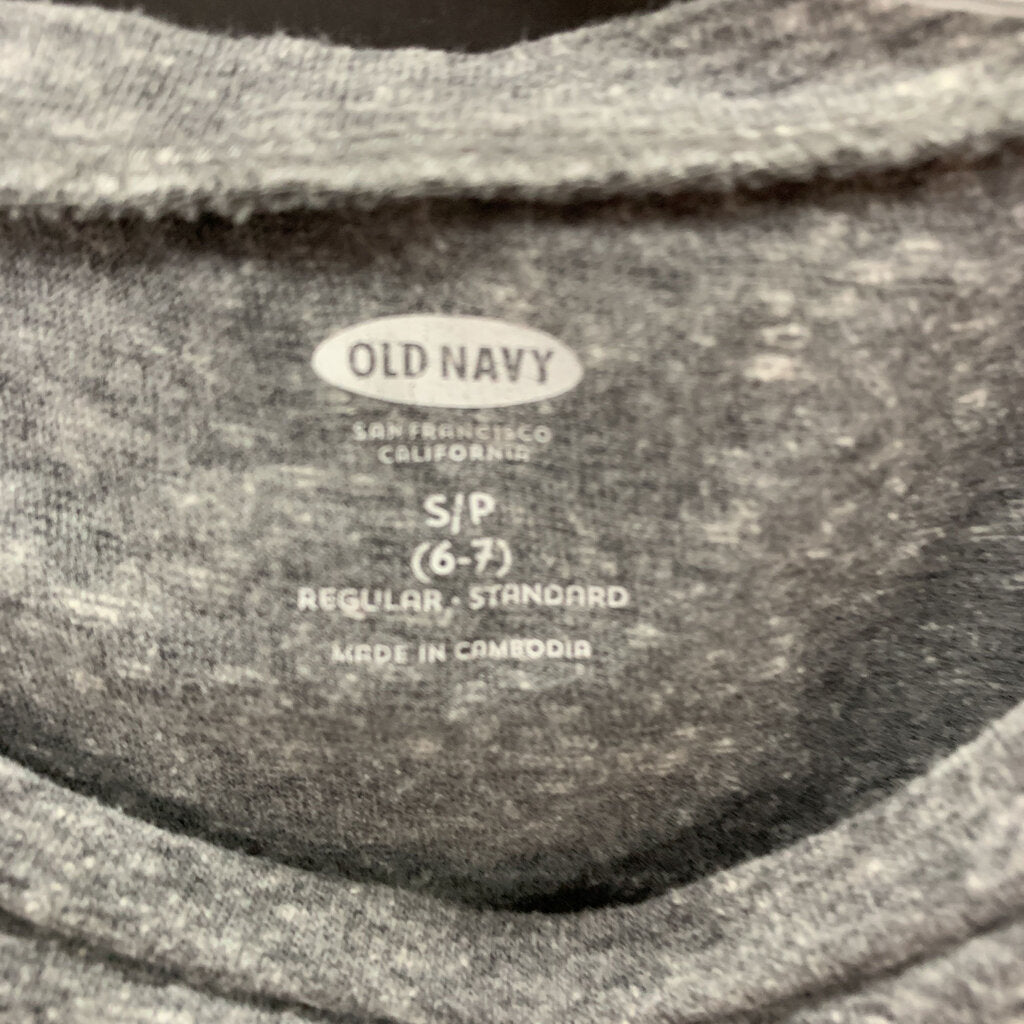 OLD NAVY
SAN FRANCISCO
CALIFORNIA
S/P
(6-7)
REGULAR · STANDARD
MADE IN CAMBODIA